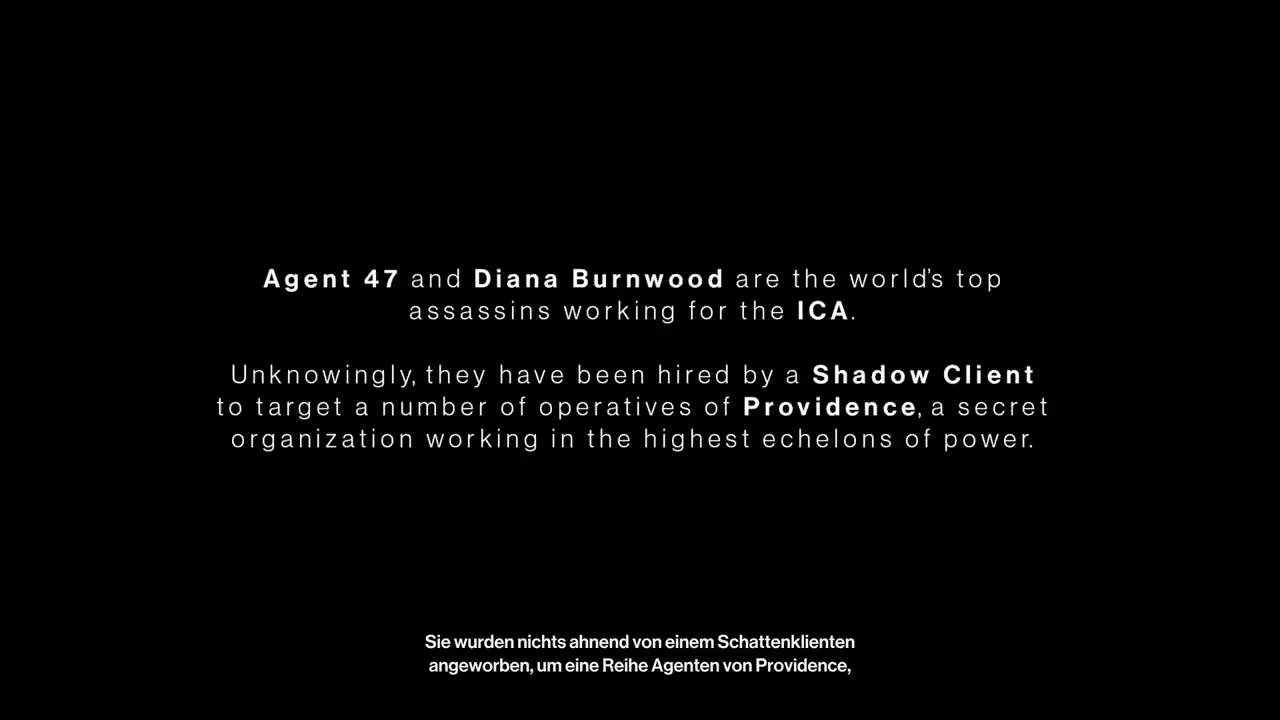 Agent 47 and Diana Burnwood are the world's top
assassins working for the ICA.
Unknowingly, they have been hired by a Shadow Client
to target a number of operatives of Providence, a secret
organization working in the highest echelons of power.
Sie wurden nichts ahnend von einem Schattenklienten
angeworben, um eine Reihe Agenten von Providence,